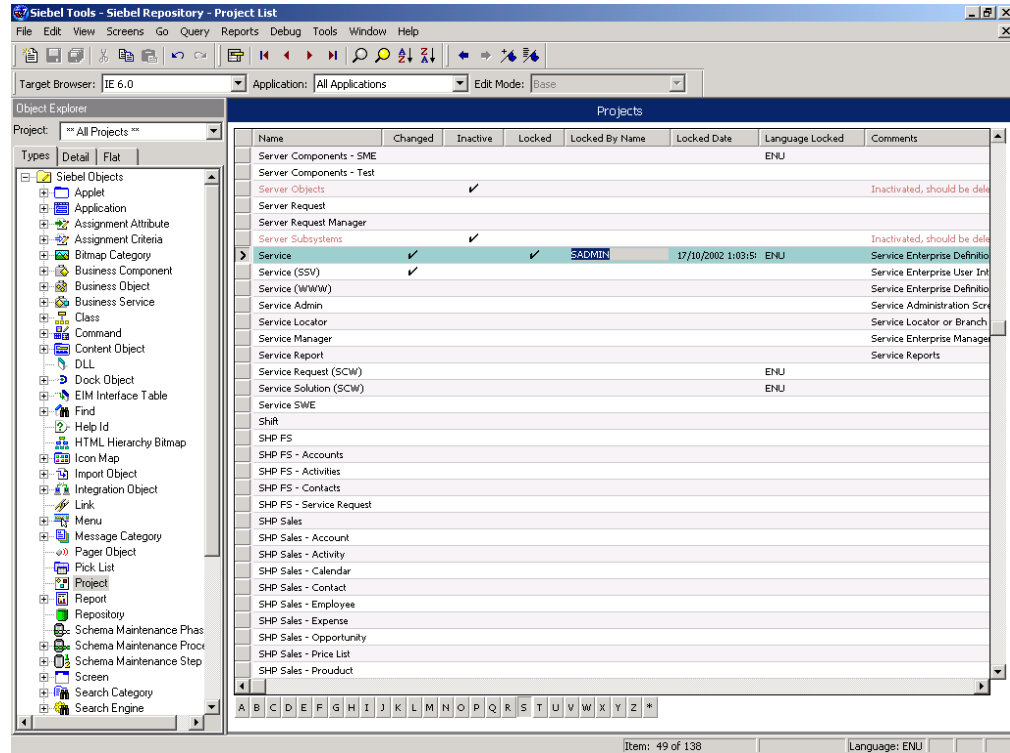 Siebel Tools - Siebel Repository - Project List
File Edit View Screens Go Query Reports Debug Tools Window Help
Target Browser: IE 6.0 Application: All Applications Edit Mode: Base
Object Explorer
Project: ** All Projects **
Types Detail Flat
Siebel Objects
Applet
Application
Assignment Attribute
Assignment Criteria
Bitmap Category
Business Component
Business Object
Business Service
Class
Command
Content Object
DLL
Dock Object
EIM Interface Table
Find
Help Id
HTML Hierarchy Bitmap
Icon Map
Import Object
Integration Object
Link
Menu
Message Category
Pager Object
Pick List
Project
Report
Repository
Schema Maintenance Phas
Schema Maintenance Proce
Schema Maintenance Step
Screen
Search Category
Search Engine
Projects
Name Changed Inactive Locked Locked By Name Locked Date Language Locked Comments
Server Components - SME ENU
Server Components - Test
Server Objects ✔ Inactivated, should be dele
Server Request
Server Request Manager
Server Subsystems ✔ Inactivated, should be dele
Service ✔ ✔ SADMIN 17/10/2002 1:03:5 ENU Service Enterprise Definitio
Service (SSV) ✔ Service Enterprise User Int
Service (WWW) Service Enterprise Definitio
Service Admin Service Administration Scre
Service Locator Service Locator or Branch
Service Manager Service Enterprise Manager
Service Report Service Reports
Service Request (SCW) ENU
Service Solution (SCW) ENU
Service SWE
Shift
SHP FS
SHP FS - Accounts
SHP FS - Activities
SHP FS - Contacts
SHP FS - Service Request
SHP Sales
SHP Sales - Account
SHP Sales - Activity
SHP Sales - Calendar
SHP Sales - Contact
SHP Sales - Employee
SHP Sales - Expense
SHP Sales - Opportunity
SHP Sales - Price List
SHP Sales - Prouduct
A B C D E F G H I J K L M N O P Q R S T U V W X Y Z *
Item: 49 of 138 Language: ENU